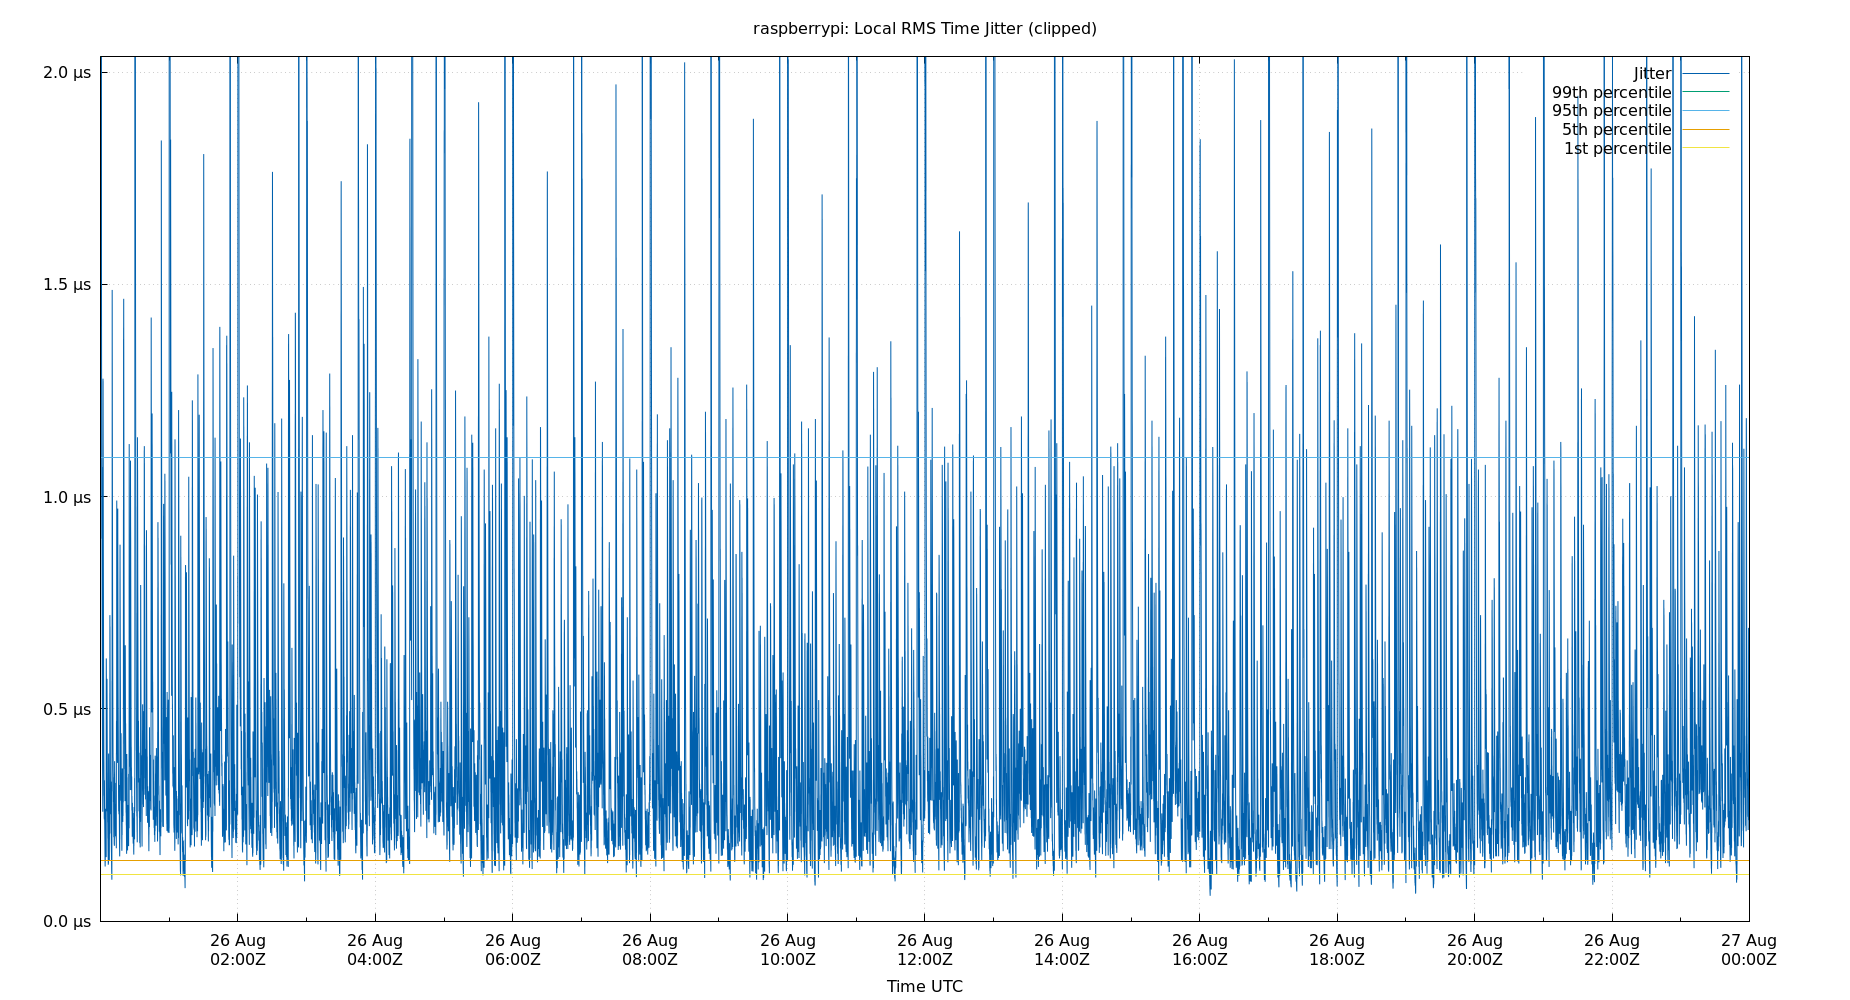 raspberrypi: Local RMS Time Jitter (clipped)
2.0 µs
1.5 µs
1.0 µs
0.5 µs
0.0 µs
Jitter
99th percentile
95th percentile
5th percentile
1st percentile
26 Aug 26 Aug 26 Aug 26 Aug 26 Aug 26 Aug 26 Aug 26 Aug 26 Aug 26 Aug 26 Aug 27 Aug
02:00Z 04:00Z 06:00Z 08:00Z 10:00Z 12:00Z 14:00Z 16:00Z 18:00Z 20:00Z 22:00Z 00:00Z
Time UTC